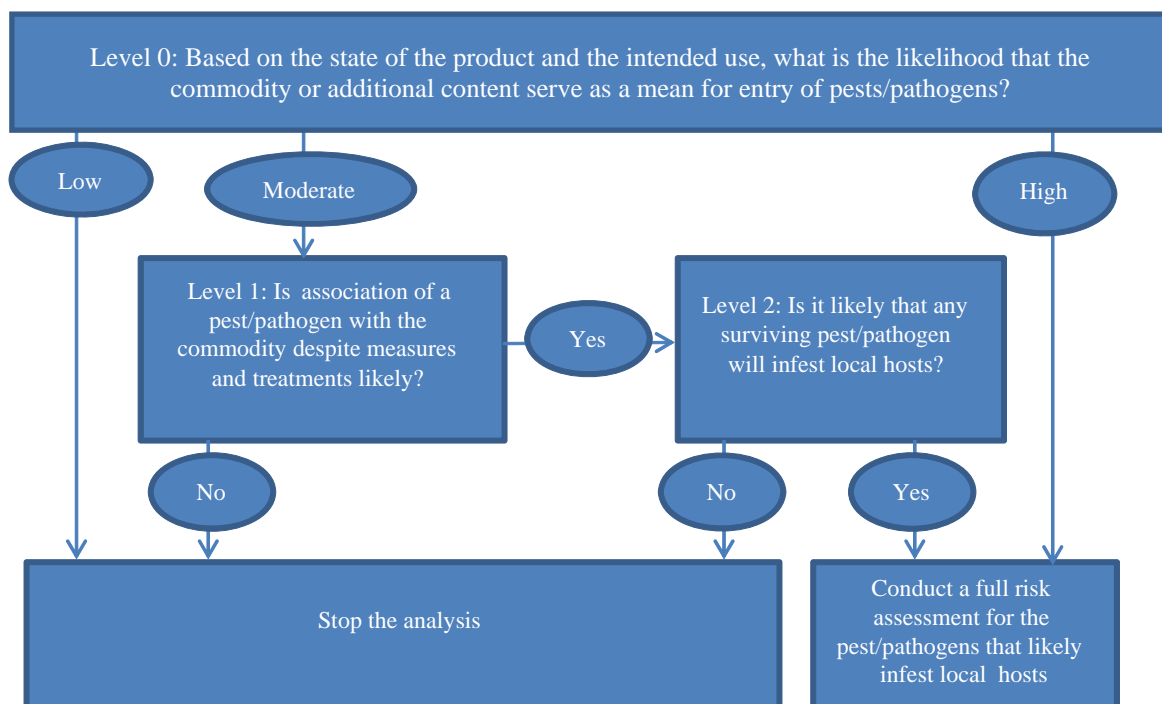 Level 0: Based on the state of the product and the intended use, what is the likelihood that the
commodity or additional content serve as a mean for entry of pests/pathogens?
Low
Moderate
High
Level 1: Is association of a
pest/pathogen with the
commodity despite measures
and treatments likely?
Yes
Level 2: Is it likely that any
surviving pest/pathogen
will infest local hosts?
No
No
Yes
Stop the analysis
Conduct a full risk
assessment for the
pest/pathogens that likely
infest local hosts